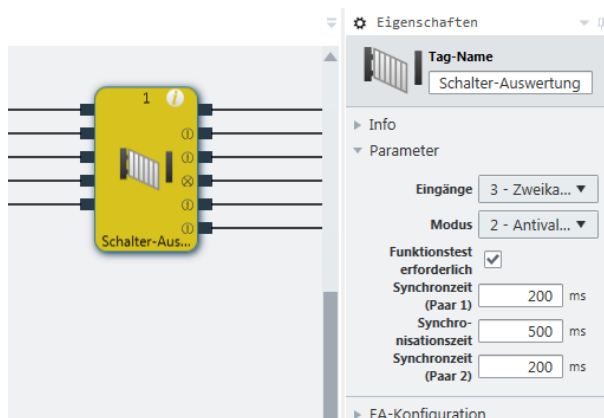 Eigenschaften
Tag-Name
Schalter-Auswertung
1
i
Schalter-Aus...
Info
Parameter
Eingänge 3 - Zweika...
Modus 2 - Antival...
Funktionstest
erforderlich
Synchronzeit
(Paar 1) 200 ms
Synchro-
nisationszeit 500 ms
Synchronzeit
(Paar 2) 200 ms
EA-Konfiguration